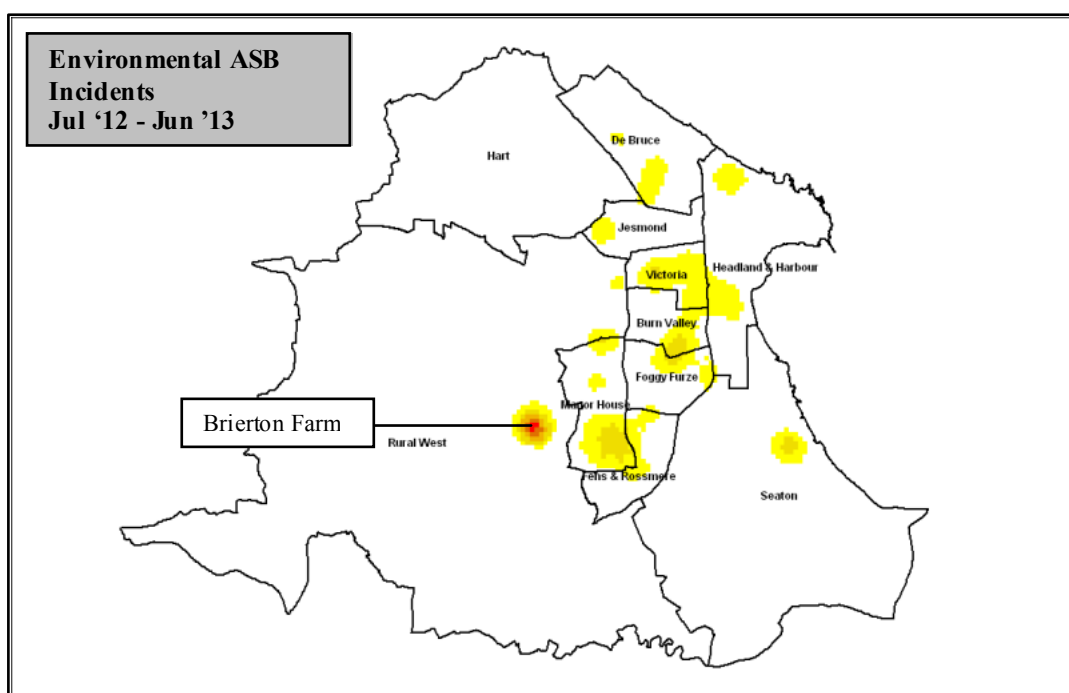 Environmental ASB
Incidents
Jul ‘12 - Jun ’13
De Bruce
Hart
Jesmond
Victoria
Headland & Harbour
Burn Valley
Foggy Furze
Manor House
Brierton Farm
Rural West
Fens & Rossmere
Seaton